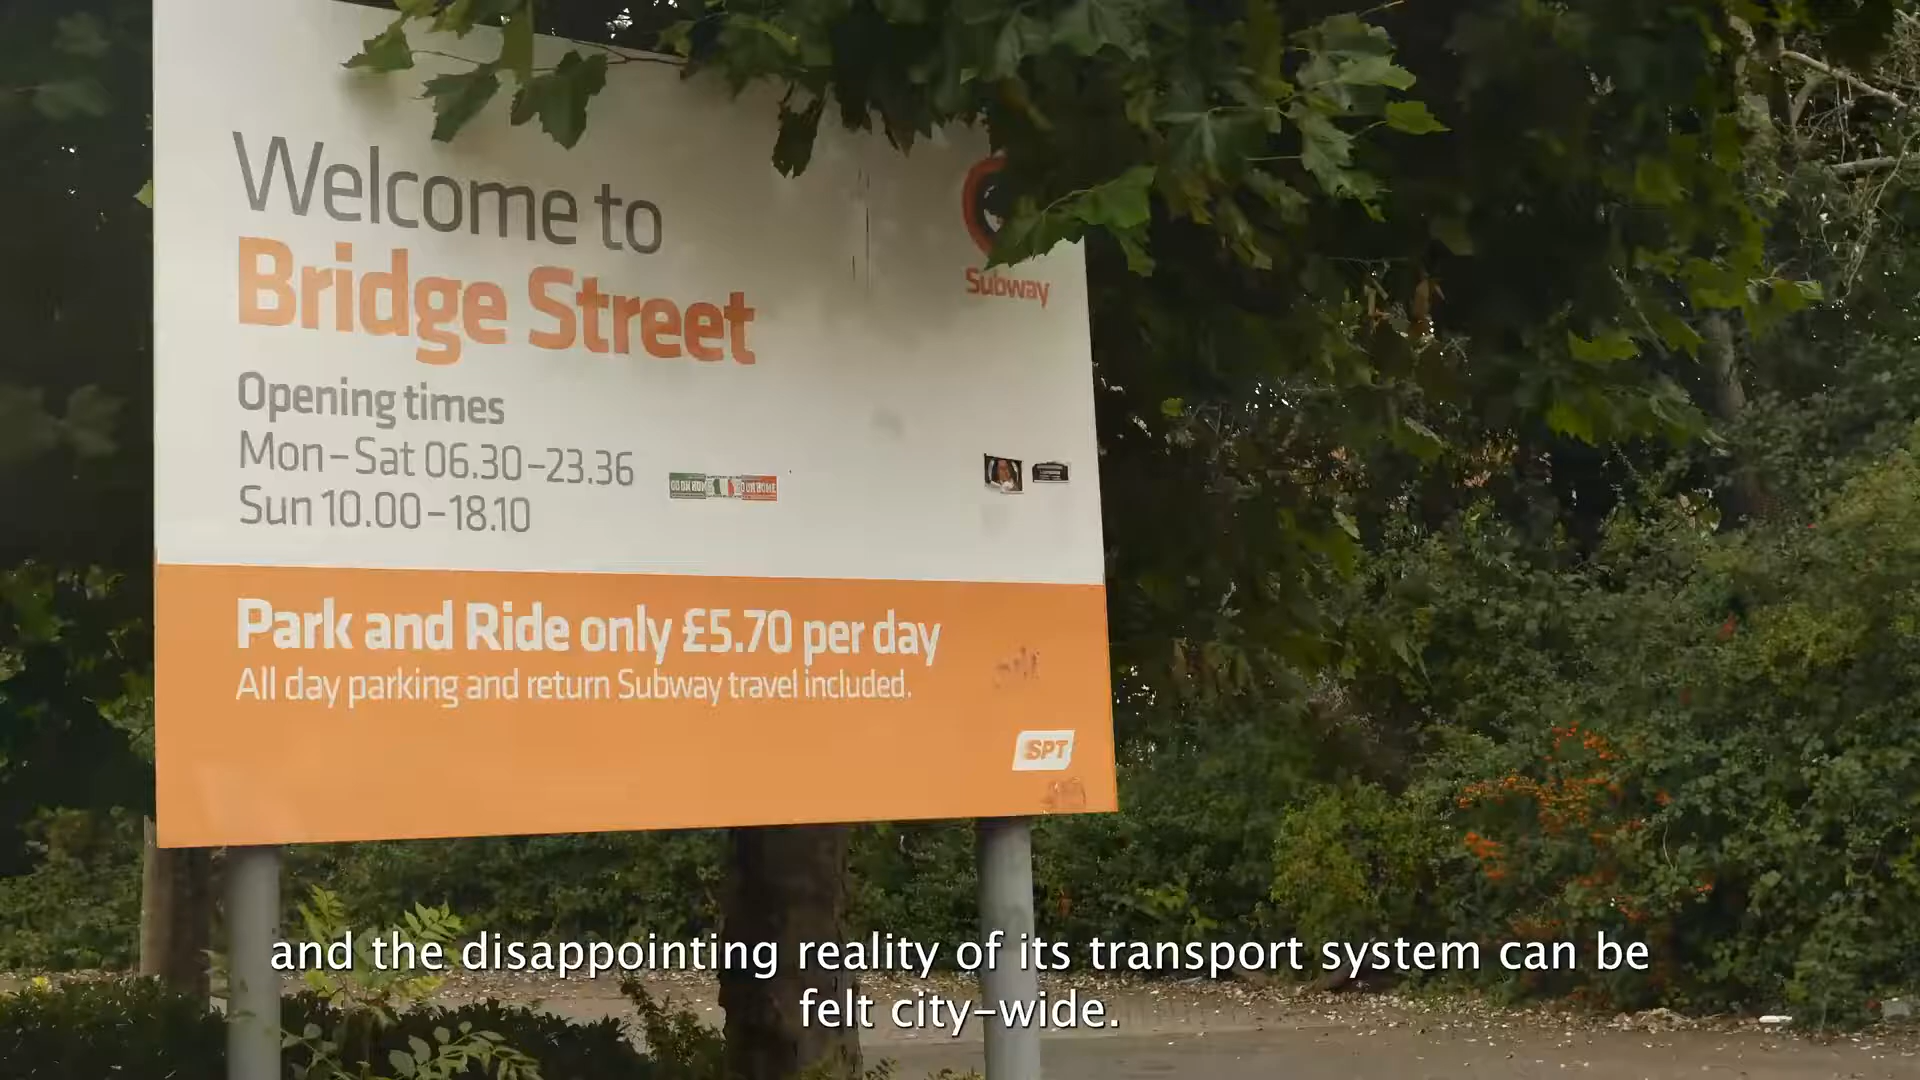 Welcome to
Bridge Street
Subway
Opening times
Mon–Sat 06.30–23.36
Sun 10.00–18.10
Park and Ride only £5.70 per day
All day parking and return Subway travel included.
SPT
and the disappointing reality of its transport system can be
felt city-wide.